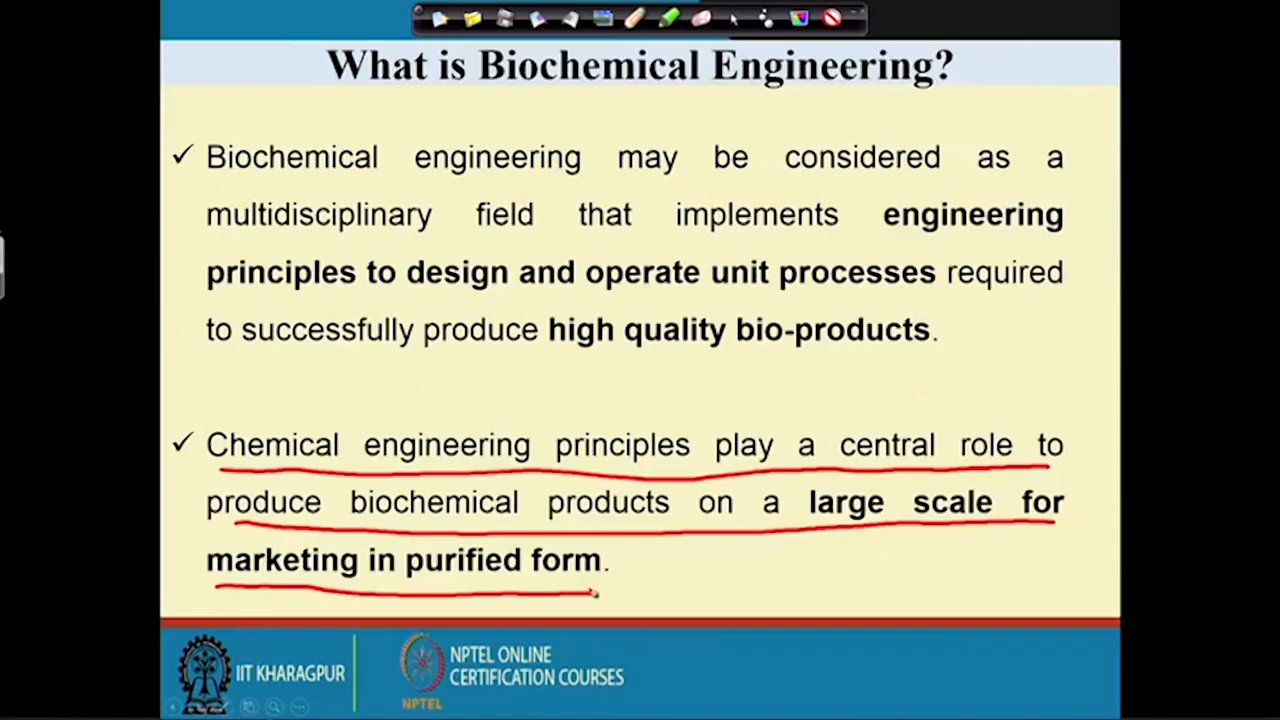 What is Biochemical Engineering?
✓ Biochemical engineering may be considered as a
multidisciplinary field that implements engineering
principles to design and operate unit processes required
to successfully produce high quality bio-products.
✓ Chemical engineering principles play a central role to
produce biochemical products on a large scale for
marketing in purified form.
IIT KHARAGPUR
NPTEL ONLINE
CERTIFICATION COURSES
NPTEL